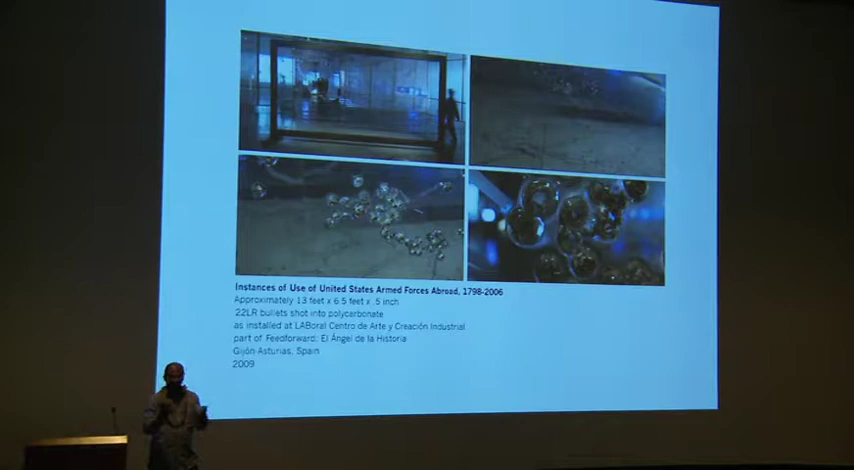 Instances of Use of United States Armed Forces Abroad, 1798-2006
Approximately 13 feet x 6.5 feet x .5 inch
22LR bullets shot into polycarbonate
as installed at LABoral Centro de Arte y Creación Industrial
part of Feedforward: El Ángel de la Historia
Gijón-Asturias, Spain
2009